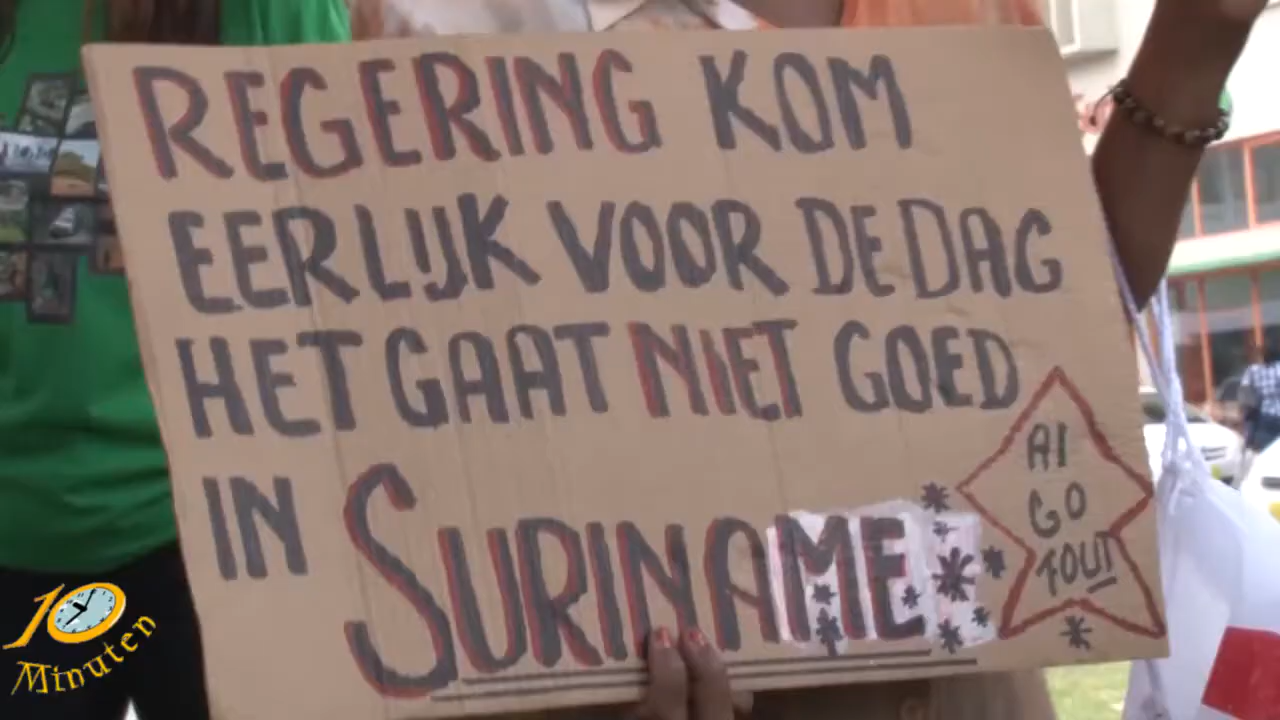 REGERING KOM
EERLIJK VOOR DE DAG
HET GAAT NIET GOED
IN SURINAME
AI
GO
FOUT
10
Minuten